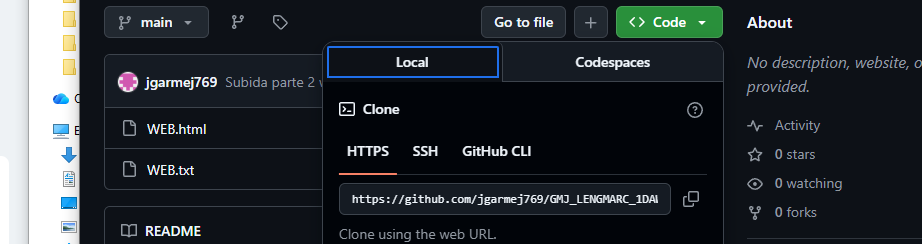 main
Go to file
Code
About
Local
Codespaces
No description, website, o
provided.
jgarmej769 Subida parte 2
Clone
Activity
WEB.html
HTTPS SSH GitHub CLI
0 stars
WEB.txt
0 watching
https://github.com/jgarmej769/GMJ_LENGMARC_1DA
0 forks
README
Clone using the web URL.